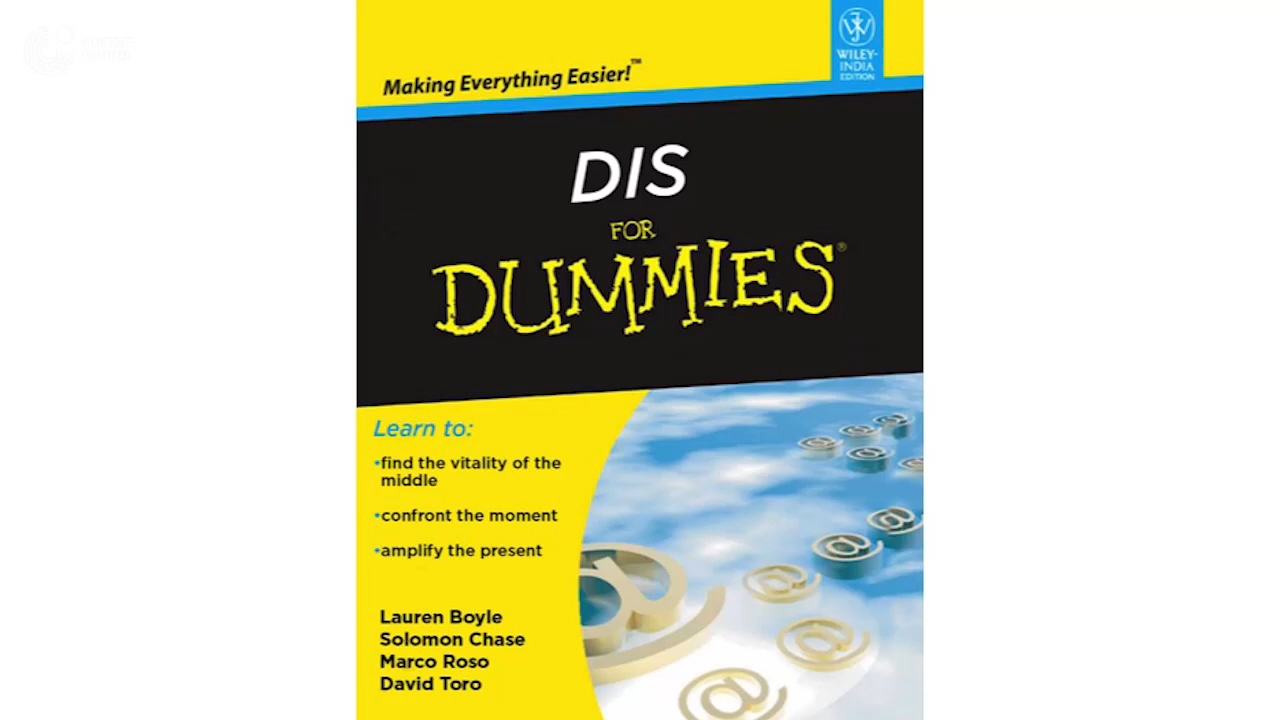 WILEY-
INDIA
EDITION
Making Everything Easier!™
DIS
FOR
DUMMIES®
Learn to:
•find the vitality of the
middle
•confront the moment
•amplify the present
Lauren Boyle
Solomon Chase
Marco Roso
David Toro
@
@
@
@
@
@
@
@
@
@
@